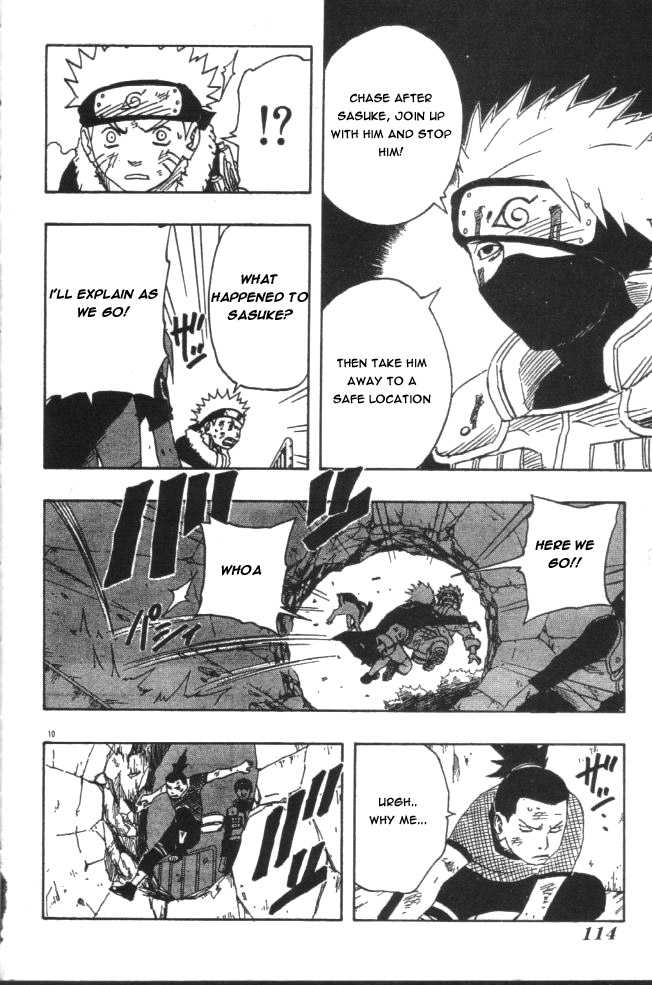 CHASE AFTER
SASUKE, JOIN UP
WITH HIM AND STOP
HIM!
THEN TAKE HIM
AWAY TO A
SAFE LOCATION
!?
WHAT
HAPPENED TO
SASUKE?
I'LL EXPLAIN AS
WE GO!
HERE WE
GO!!
WHOA
10
URGH..
WHY ME...
114